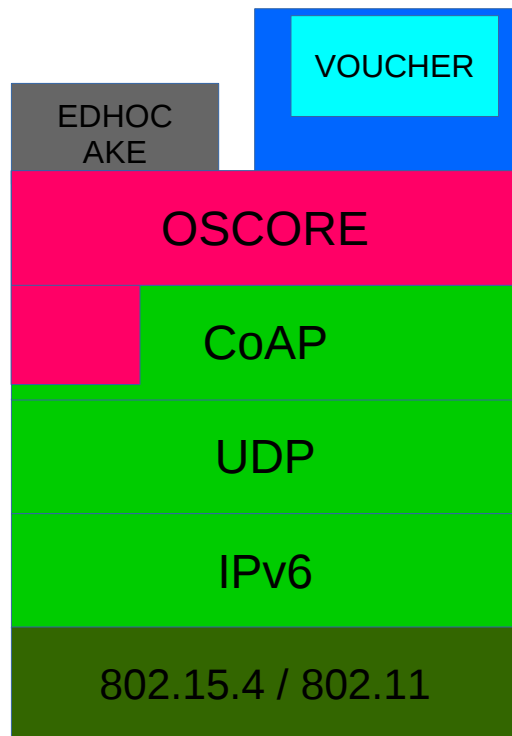 VOUCHER
EDHOC
AKE
OSCORE
CoAP
UDP
IPv6
802.15.4 / 802.11